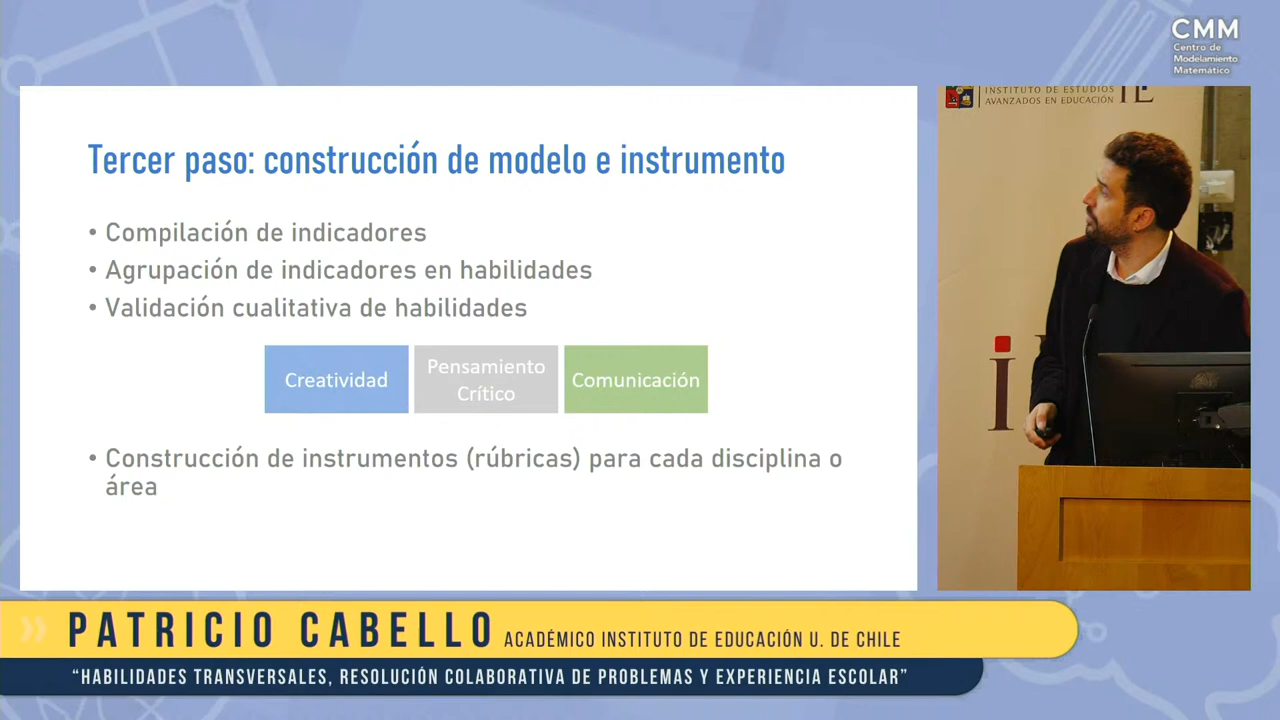 CMM
Centro de
Modelamiento
Matemático
INSTITUTO DE ESTUDIOS
AVANZADOS EN EDUCACIÓN
Tercer paso: construcción de modelo e instrumento
• Compilación de indicadores
• Agrupación de indicadores en habilidades
• Validación cualitativa de habilidades
Creatividad
Pensamiento
Crítico
Comunicación
• Construcción de instrumentos (rúbricas) para cada disciplina o
área
PATRICIO CABELLO ACADÉMICO INSTITUTO DE EDUCACIÓN U. DE CHILE
“HABILIDADES TRANSVERSALES, RESOLUCIÓN COLABORATIVA DE PROBLEMAS Y EXPERIENCIA ESCOLAR”